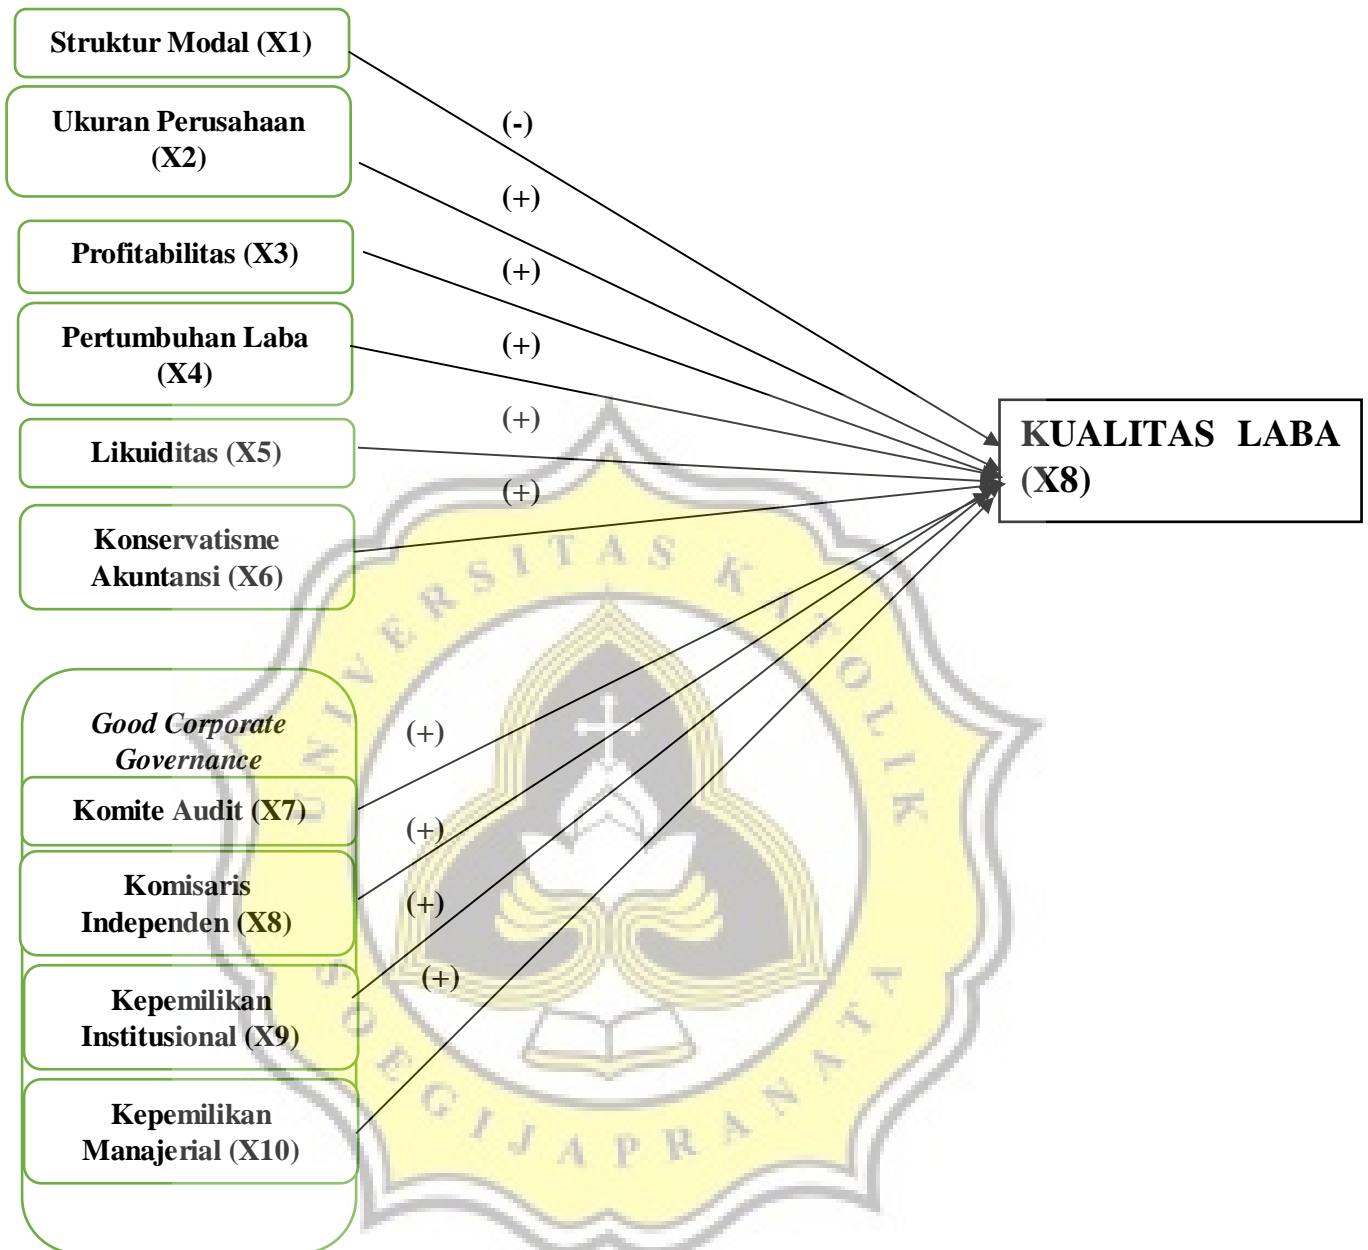 Struktur Modal (X1)
Ukuran Perusahaan
(X2)
Profitabilitas (X3)
Pertumbuhan Laba
(X4)
Likuiditas (X5)
Konservatisme
Akuntansi (X6)
Good Corporate
Governance
Komite Audit (X7)
Komisaris
Independen (X8)
Kepemilikan
Institusional (X9)
Kepemilikan
Manajerial (X10)
(-)
(+)
(+)
(+)
(+)
(+)
(+)
(+)
(+)
(+)
KUALITAS LABA
(X8)
UNIVERSITAS KATOLIK
SOEGIJAPRANATA